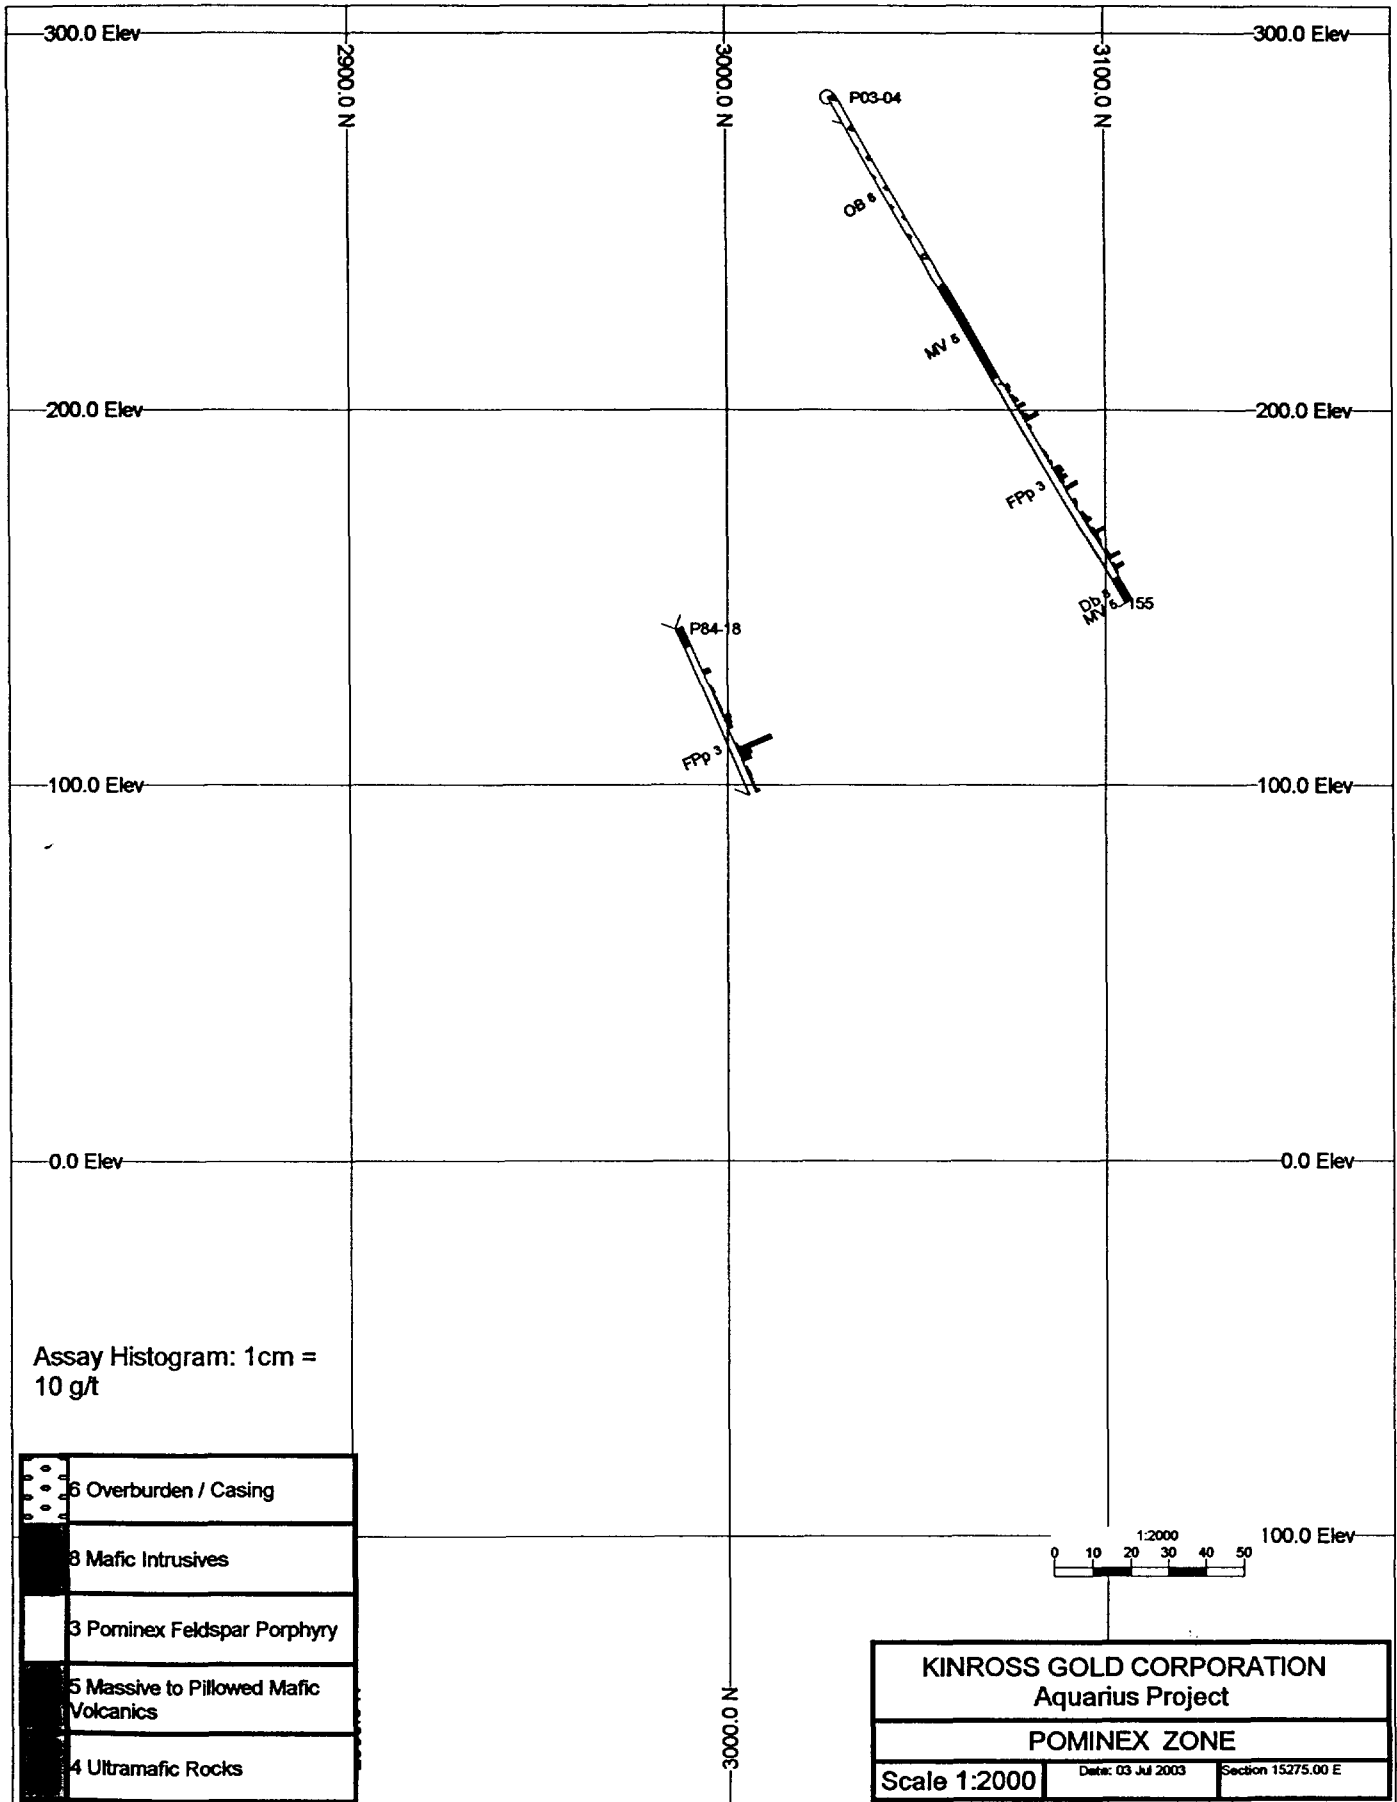 300.0 Elev
2900.0 N
3000.0 N
3100.0 N
300.0 Elev
P03-04
OB 6
MV 5
200.0 Elev
200.0 Elev
FPp 3
Db 8
MV 5
155
P84-18
FPp 3
100.0 Elev
100.0 Elev
0.0 Elev
0.0 Elev
Assay Histogram: 1cm =
10 g/t
6 Overburden / Casing
8 Mafic Intrusives
3 Pominex Feldspar Porphyry
5 Massive to Pillowed Mafic
Volcanics
4 Ultramafic Rocks
3000.0 N
1:2000
0 10 20 30 40 50
100.0 Elev
KINROSS GOLD CORPORATION
Aquarius Project
POMINEX ZONE
Scale 1:2000
Date: 03 Jul 2003
Section 15275.00 E